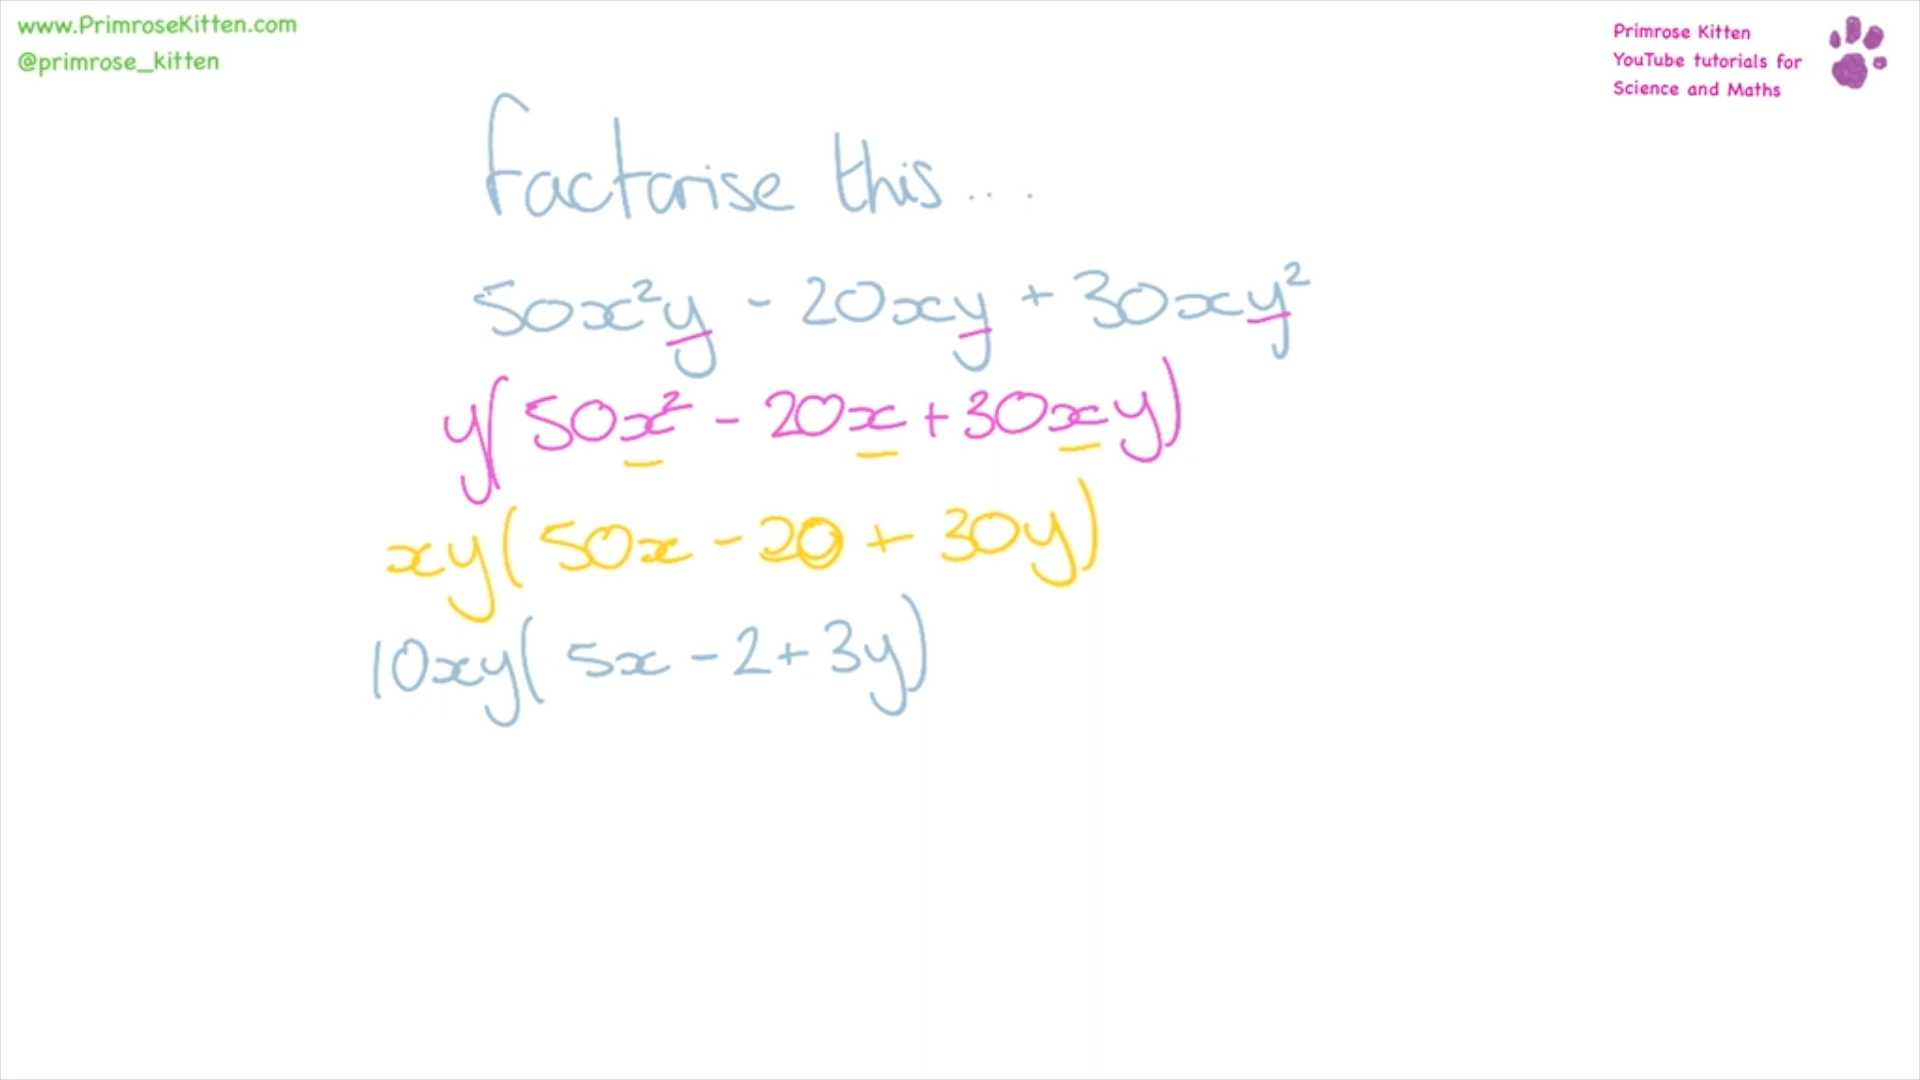 www.PrimroseKitten.com
@primrose_kitten
Primrose Kitten
YouTube tutorials for
Science and Maths
factorise this...
50x²y - 20xy + 30xy²
y(50x² - 20x + 30xy)
xy(50x - 20 + 30y)
10xy(5x - 2 + 3y)